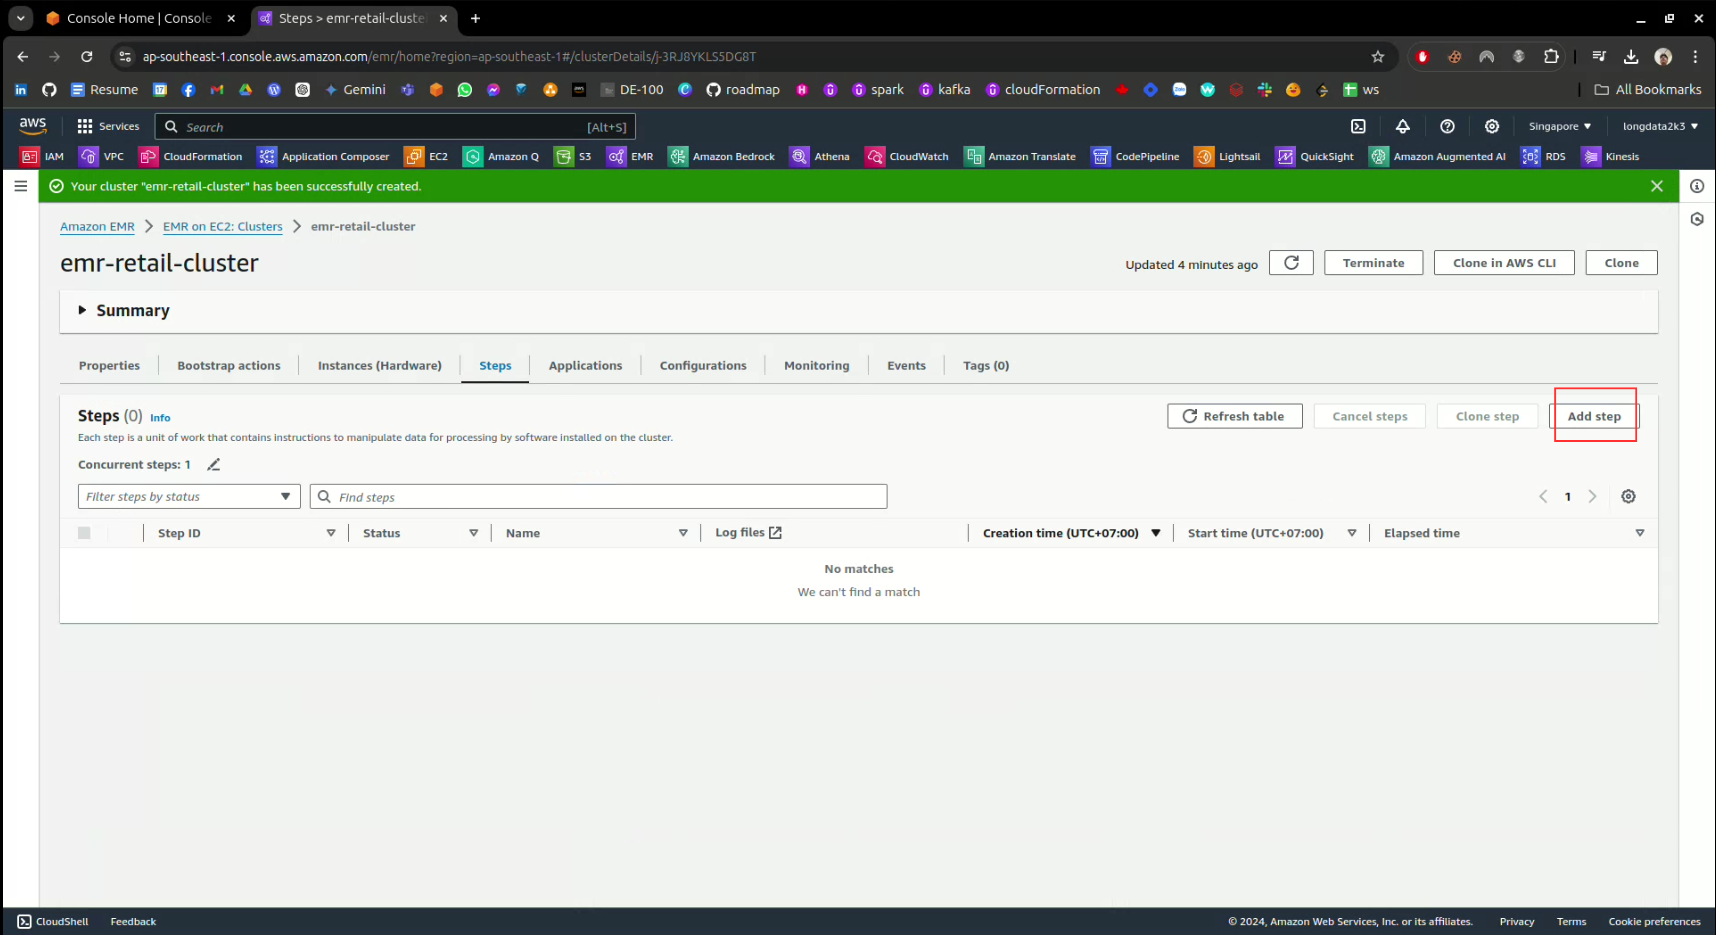 Console Home | Console
Steps > emr-retail-cluste
ap-southeast-1.console.aws.amazon.com/emr/home?region=ap-southeast-1#/clusterDetails/j-3RJ8YKLS5DG8T
Resume
Gemini
DE-100
roadmap
spark
kafka
cloudFormation
ws
All Bookmarks
aws
Services
Search
[Alt+S]
Singapore
longdata2k3
IAM
VPC
CloudFormation
Application Composer
EC2
Amazon Q
S3
EMR
Amazon Bedrock
Athena
CloudWatch
Amazon Translate
CodePipeline
Lightsail
QuickSight
Amazon Augmented AI
RDS
Kinesis
Your cluster "emr-retail-cluster" has been successfully created.
Amazon EMR
EMR on EC2: Clusters
emr-retail-cluster
emr-retail-cluster
Updated 4 minutes ago
Terminate
Clone in AWS CLI
Clone
Summary
Properties
Bootstrap actions
Instances (Hardware)
Steps
Applications
Configurations
Monitoring
Events
Tags (0)
Steps (0) Info
Refresh table
Cancel steps
Clone step
Add step
Each step is a unit of work that contains instructions to manipulate data for processing by software installed on the cluster.
Concurrent steps: 1
Filter steps by status
Find steps
1
Step ID
Status
Name
Log files
Creation time (UTC+07:00)
Start time (UTC+07:00)
Elapsed time
No matches
We can't find a match
CloudShell
Feedback
© 2024, Amazon Web Services, Inc. or its affiliates.
Privacy
Terms
Cookie preferences